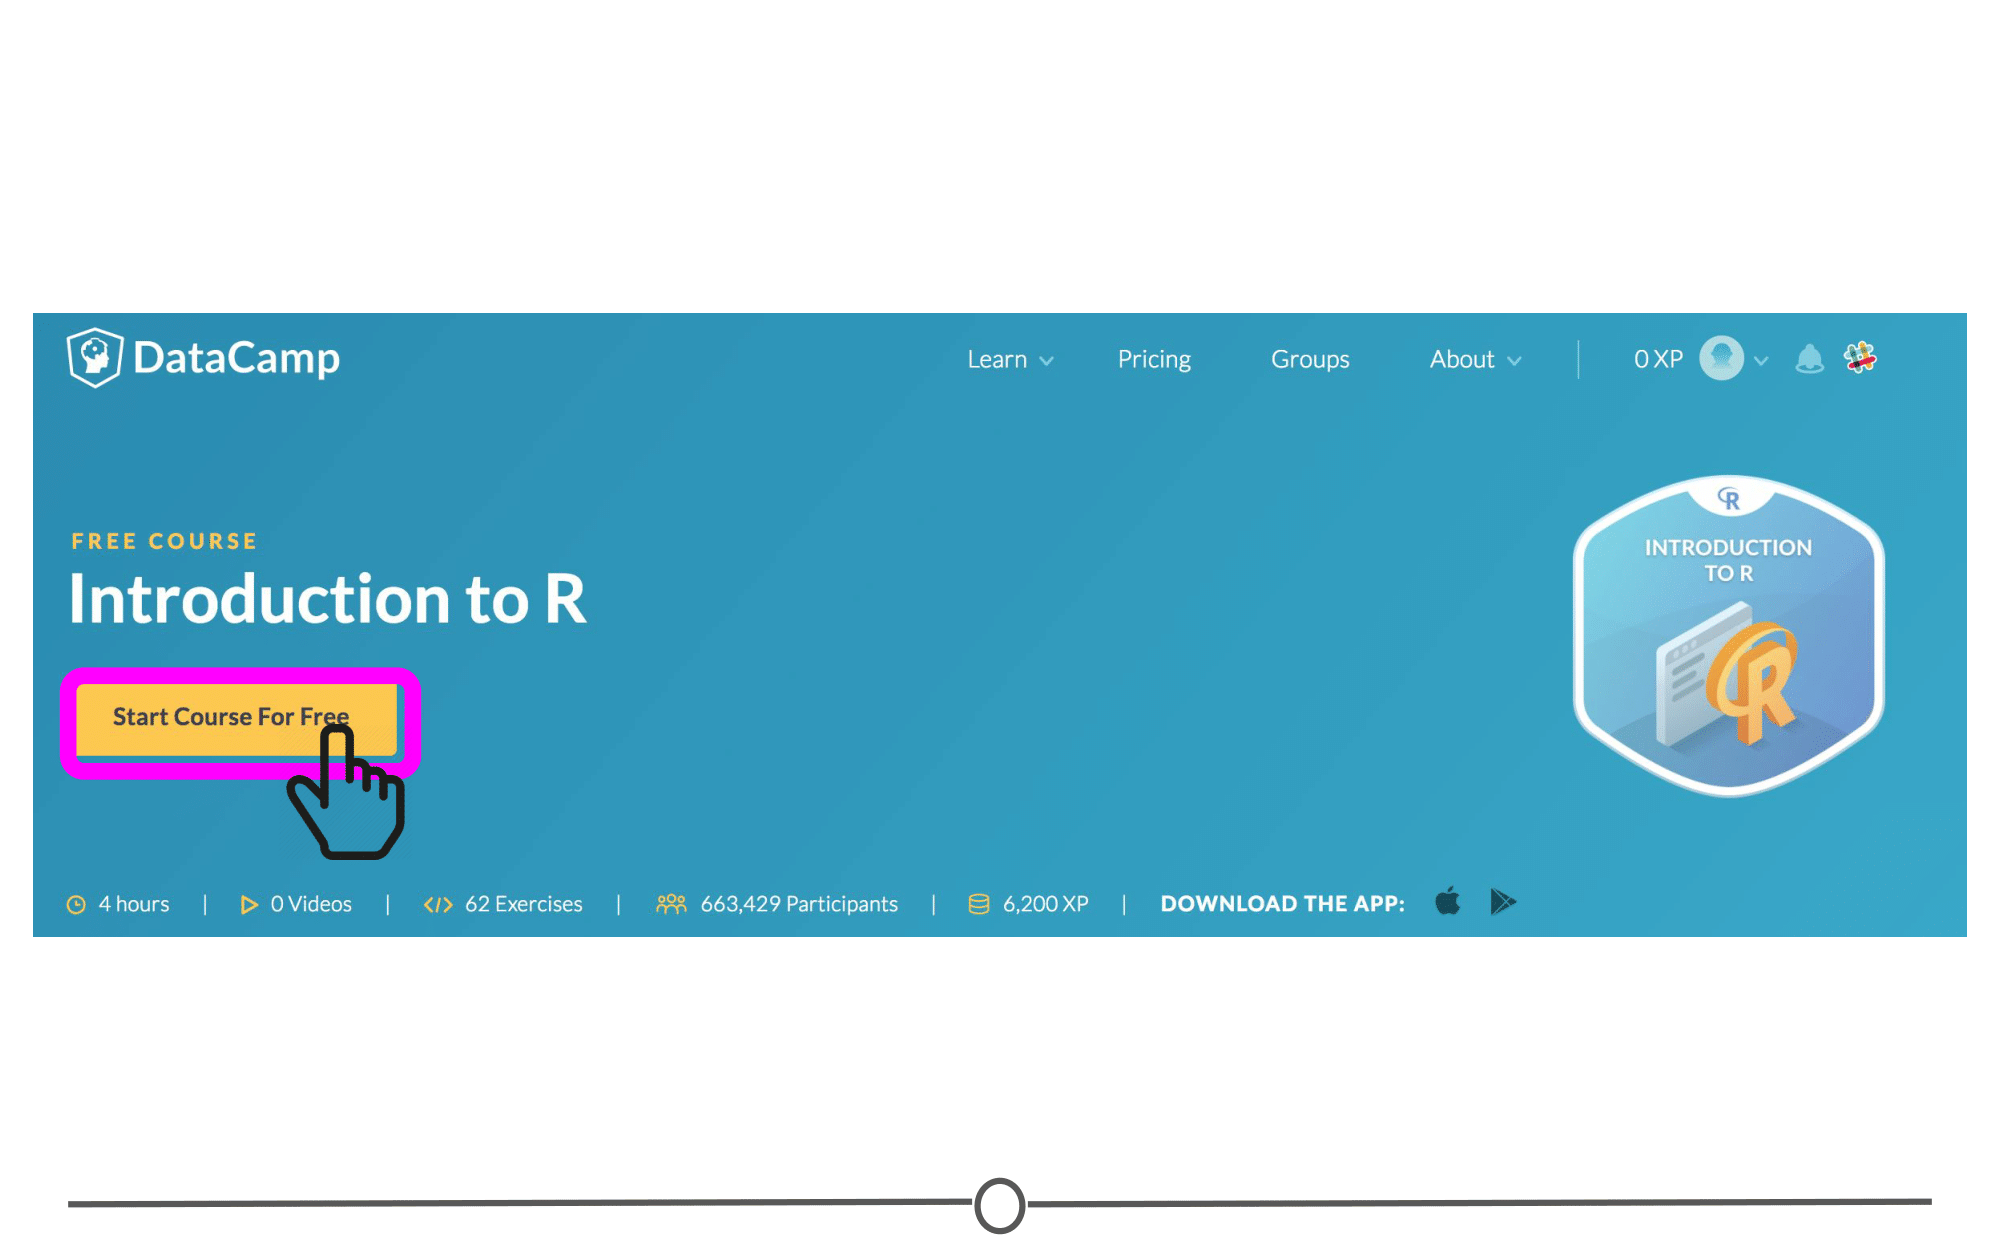 DataCamp
Learn Pricing Groups About 0 XP
FREE COURSE
Introduction to R
Start Course For Free
R
INTRODUCTION
TO R
R
4 hours | 0 Videos | </> 62 Exercises | 663,429 Participants | 6,200 XP | DOWNLOAD THE APP: